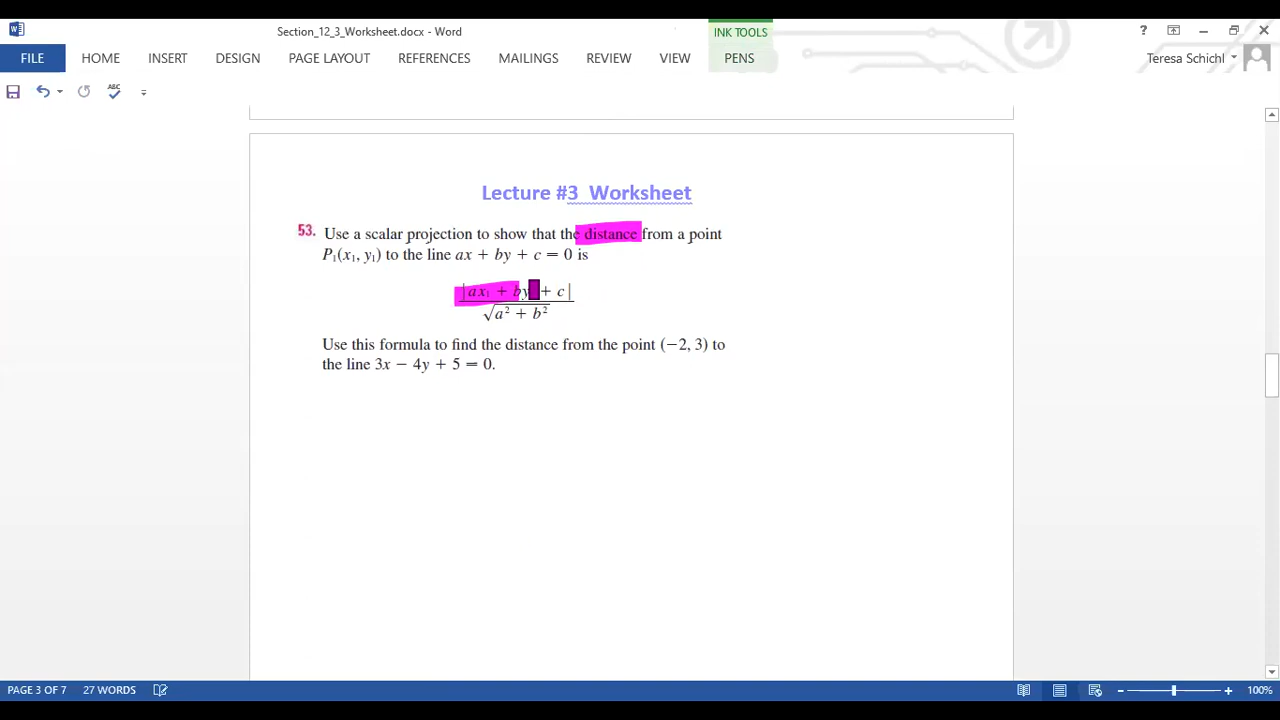 Section_12_3_Worksheet.docx - Word
INK TOOLS
?
FILE HOME INSERT DESIGN PAGE LAYOUT REFERENCES MAILINGS REVIEW VIEW PENS
Teresa Schichl
ABC
Lecture #3 Worksheet
53. Use a scalar projection to show that the distance from a point
P₁(x₁, y₁) to the line ax + by + c = 0 is
|ax₁ + by + c|
√a² + b²
Use this formula to find the distance from the point (−2, 3) to
the line 3x − 4y + 5 = 0.
PAGE 3 OF 7 27 WORDS
100%